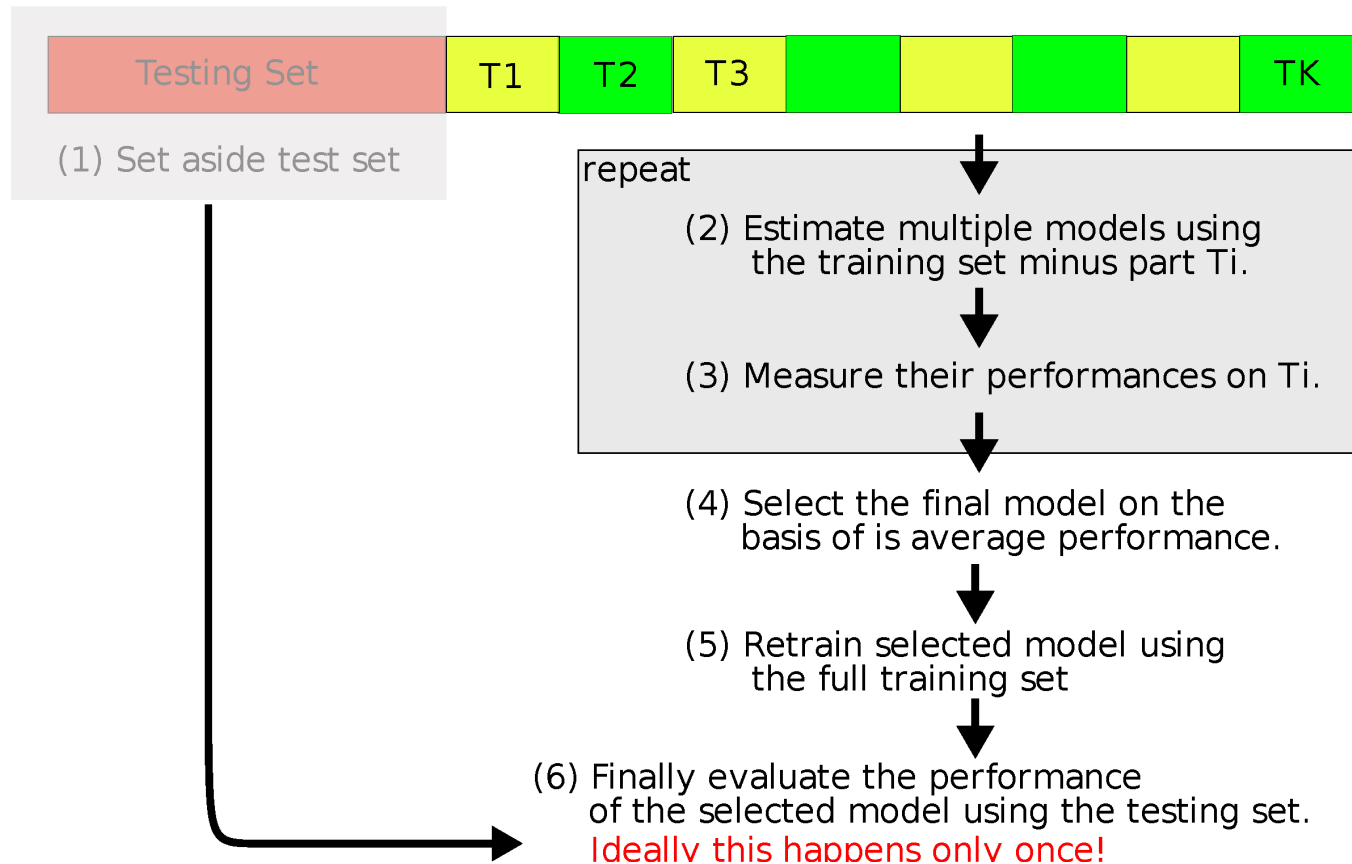 Testing Set T1 T2 T3 TK
(1) Set aside test set
repeat
(2) Estimate multiple models using
the training set minus part Ti.
(3) Measure their performances on Ti.
(4) Select the final model on the
basis of is average performance.
(5) Retrain selected model using
the full training set
(6) Finally evaluate the performance
of the selected model using the testing set.
Ideally this happens only once!